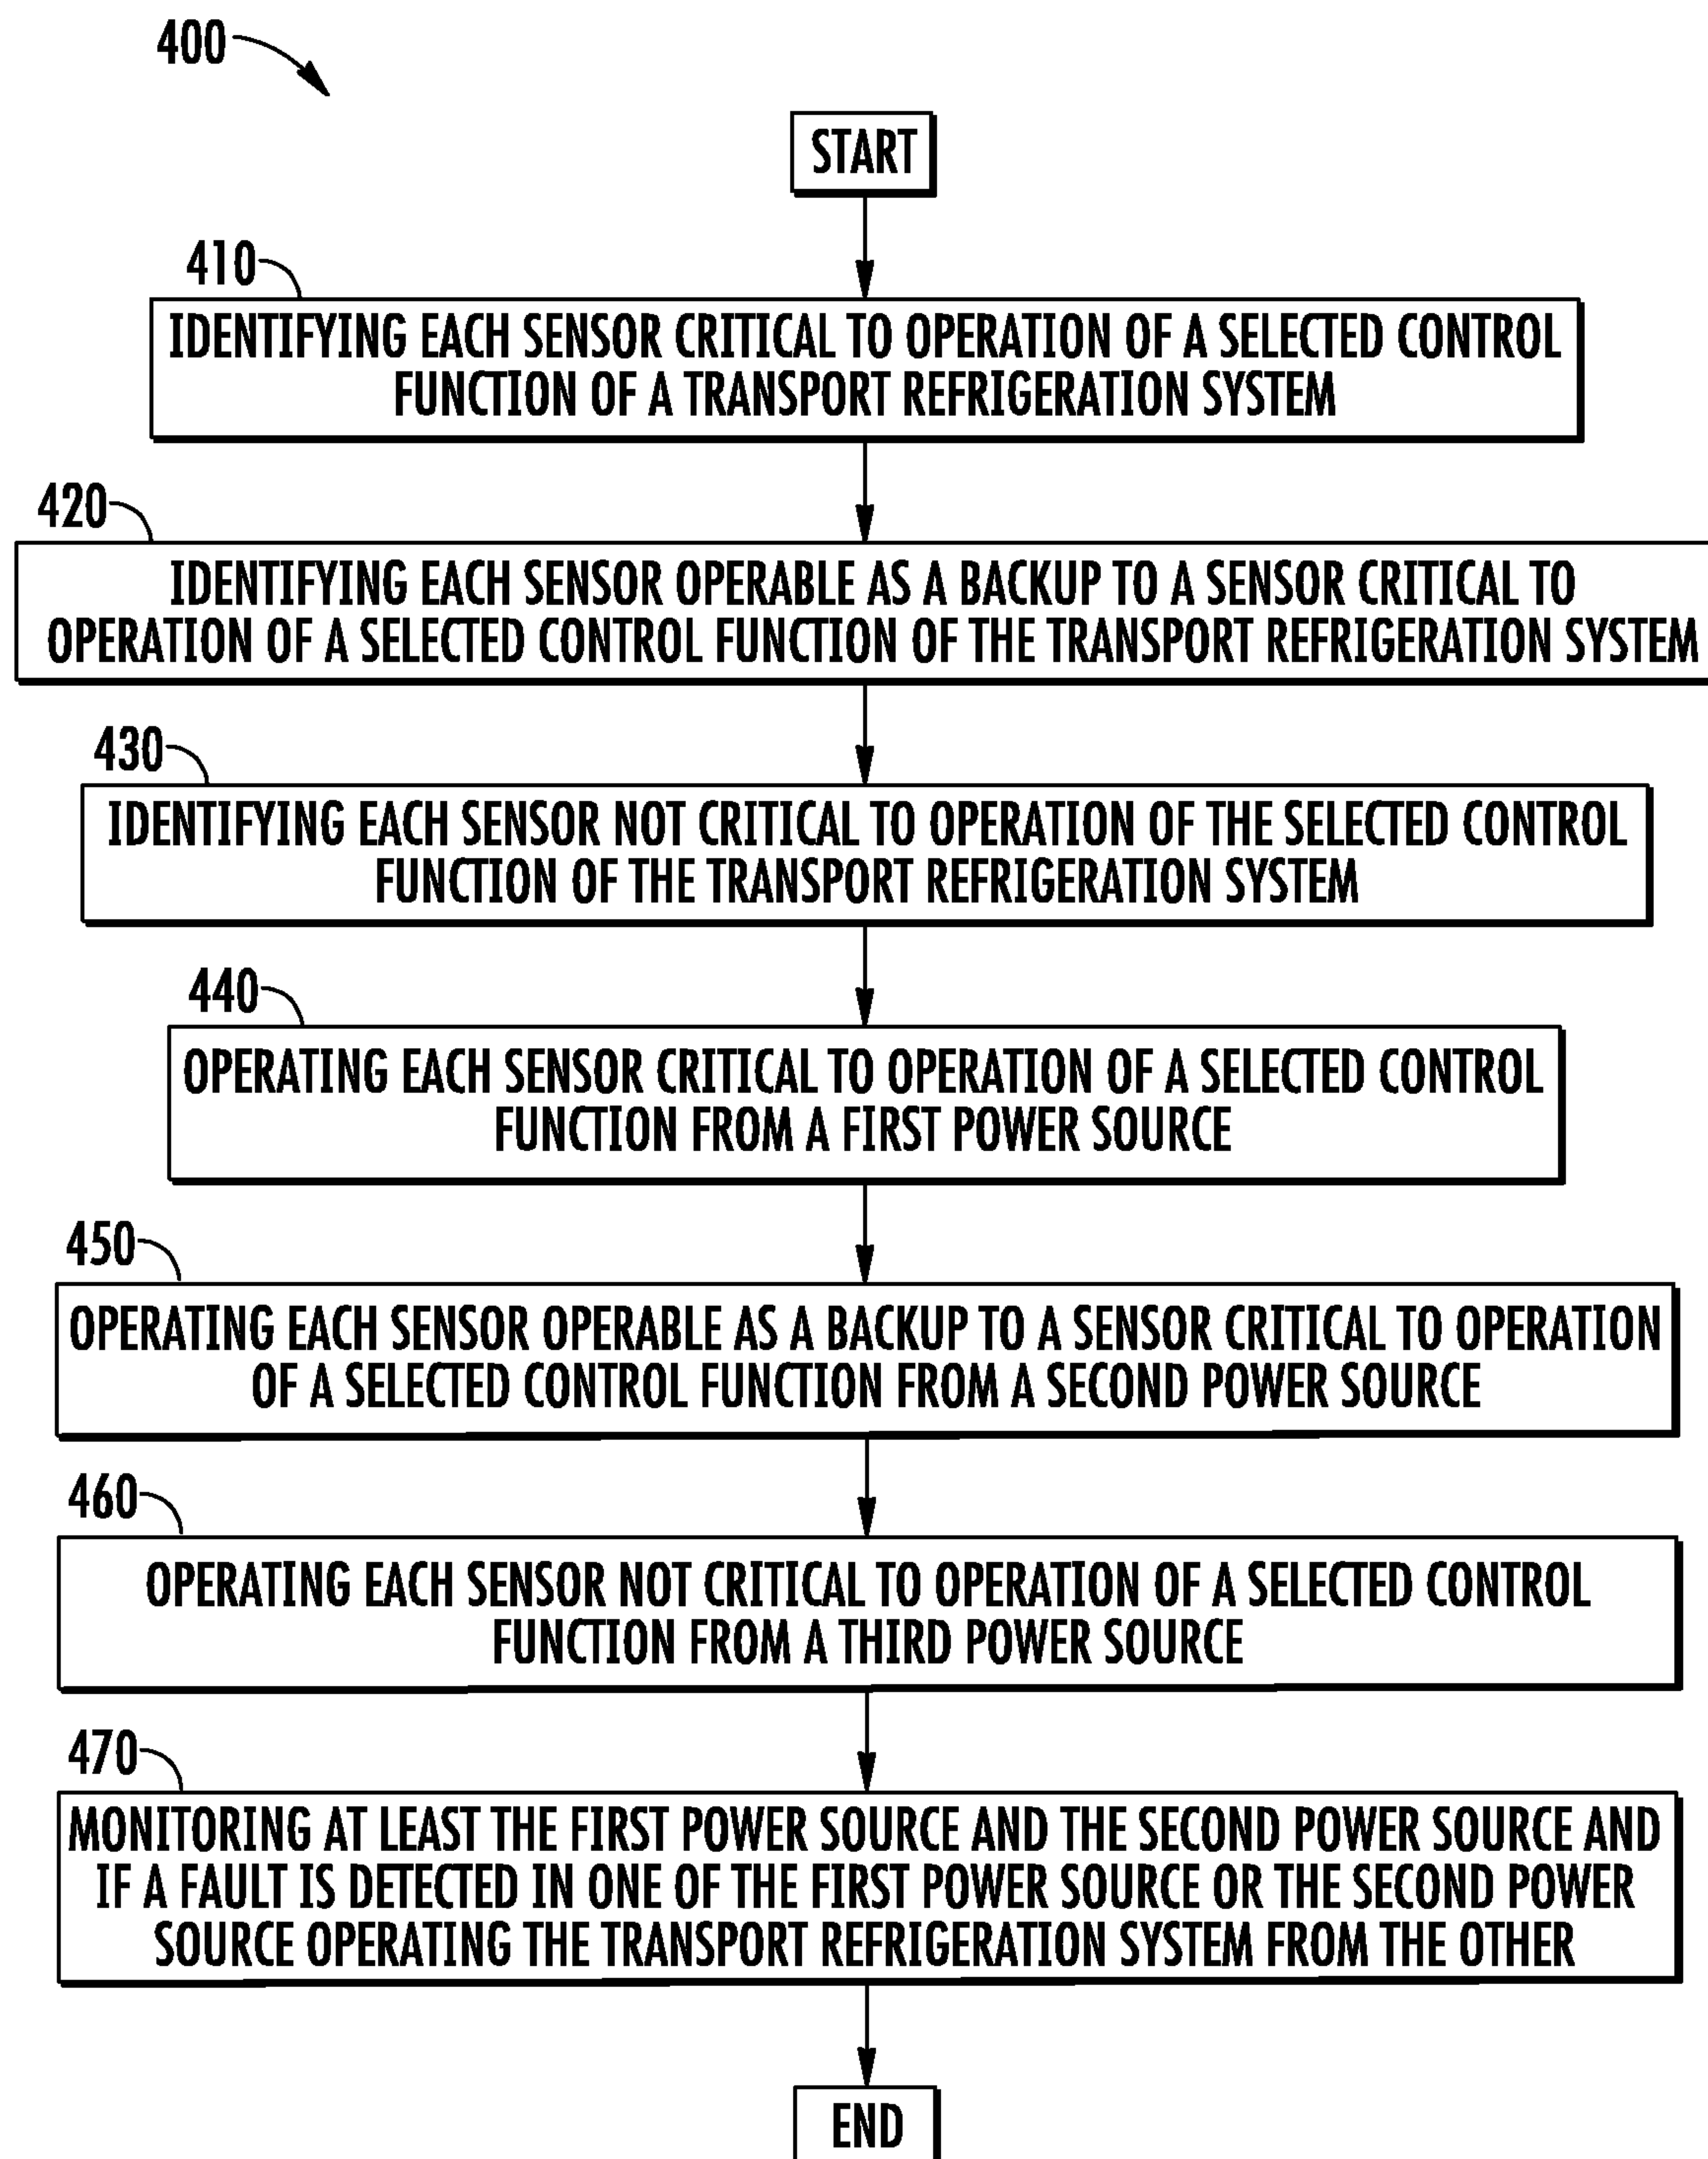 400
START
410
IDENTIFYING EACH SENSOR CRITICAL TO OPERATION OF A SELECTED CONTROL
FUNCTION OF A TRANSPORT REFRIGERATION SYSTEM
420
IDENTIFYING EACH SENSOR OPERABLE AS A BACKUP TO A SENSOR CRITICAL TO
OPERATION OF A SELECTED CONTROL FUNCTION OF THE TRANSPORT REFRIGERATION SYSTEM
430
IDENTIFYING EACH SENSOR NOT CRITICAL TO OPERATION OF THE SELECTED CONTROL
FUNCTION OF THE TRANSPORT REFRIGERATION SYSTEM
440
OPERATING EACH SENSOR CRITICAL TO OPERATION OF A SELECTED CONTROL
FUNCTION FROM A FIRST POWER SOURCE
450
OPERATING EACH SENSOR OPERABLE AS A BACKUP TO A SENSOR CRITICAL TO OPERATION
OF A SELECTED CONTROL FUNCTION FROM A SECOND POWER SOURCE
460
OPERATING EACH SENSOR NOT CRITICAL TO OPERATION OF A SELECTED CONTROL
FUNCTION FROM A THIRD POWER SOURCE
470
MONITORING AT LEAST THE FIRST POWER SOURCE AND THE SECOND POWER SOURCE AND
IF A FAULT IS DETECTED IN ONE OF THE FIRST POWER SOURCE OR THE SECOND POWER
SOURCE OPERATING THE TRANSPORT REFRIGERATION SYSTEM FROM THE OTHER
END